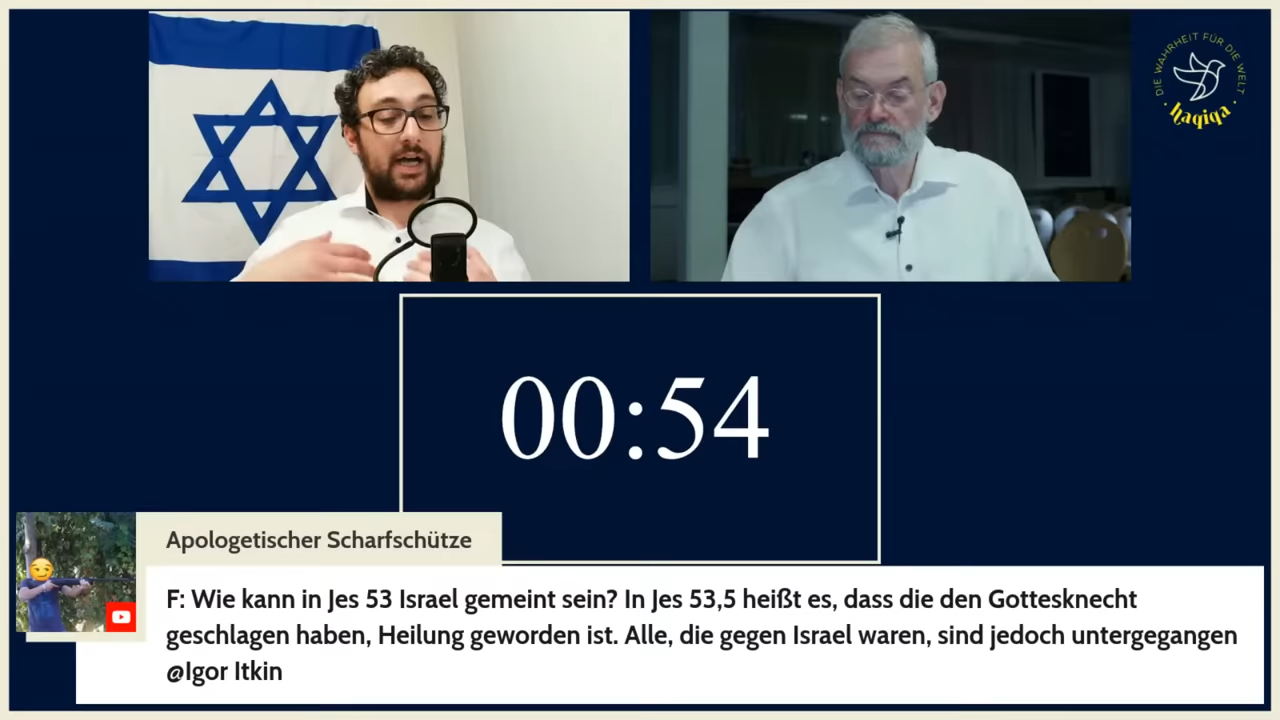 DIE WAHRHEIT FÜR DIE WELT
haqiqa
00:54
Apologetischer Scharfschütze
F: Wie kann in Jes 53 Israel gemeint sein? In Jes 53,5 heißt es, dass die den Gottesknecht
geschlagen haben, Heilung geworden ist. Alle, die gegen Israel waren, sind jedoch untergegangen
@Igor Itkin